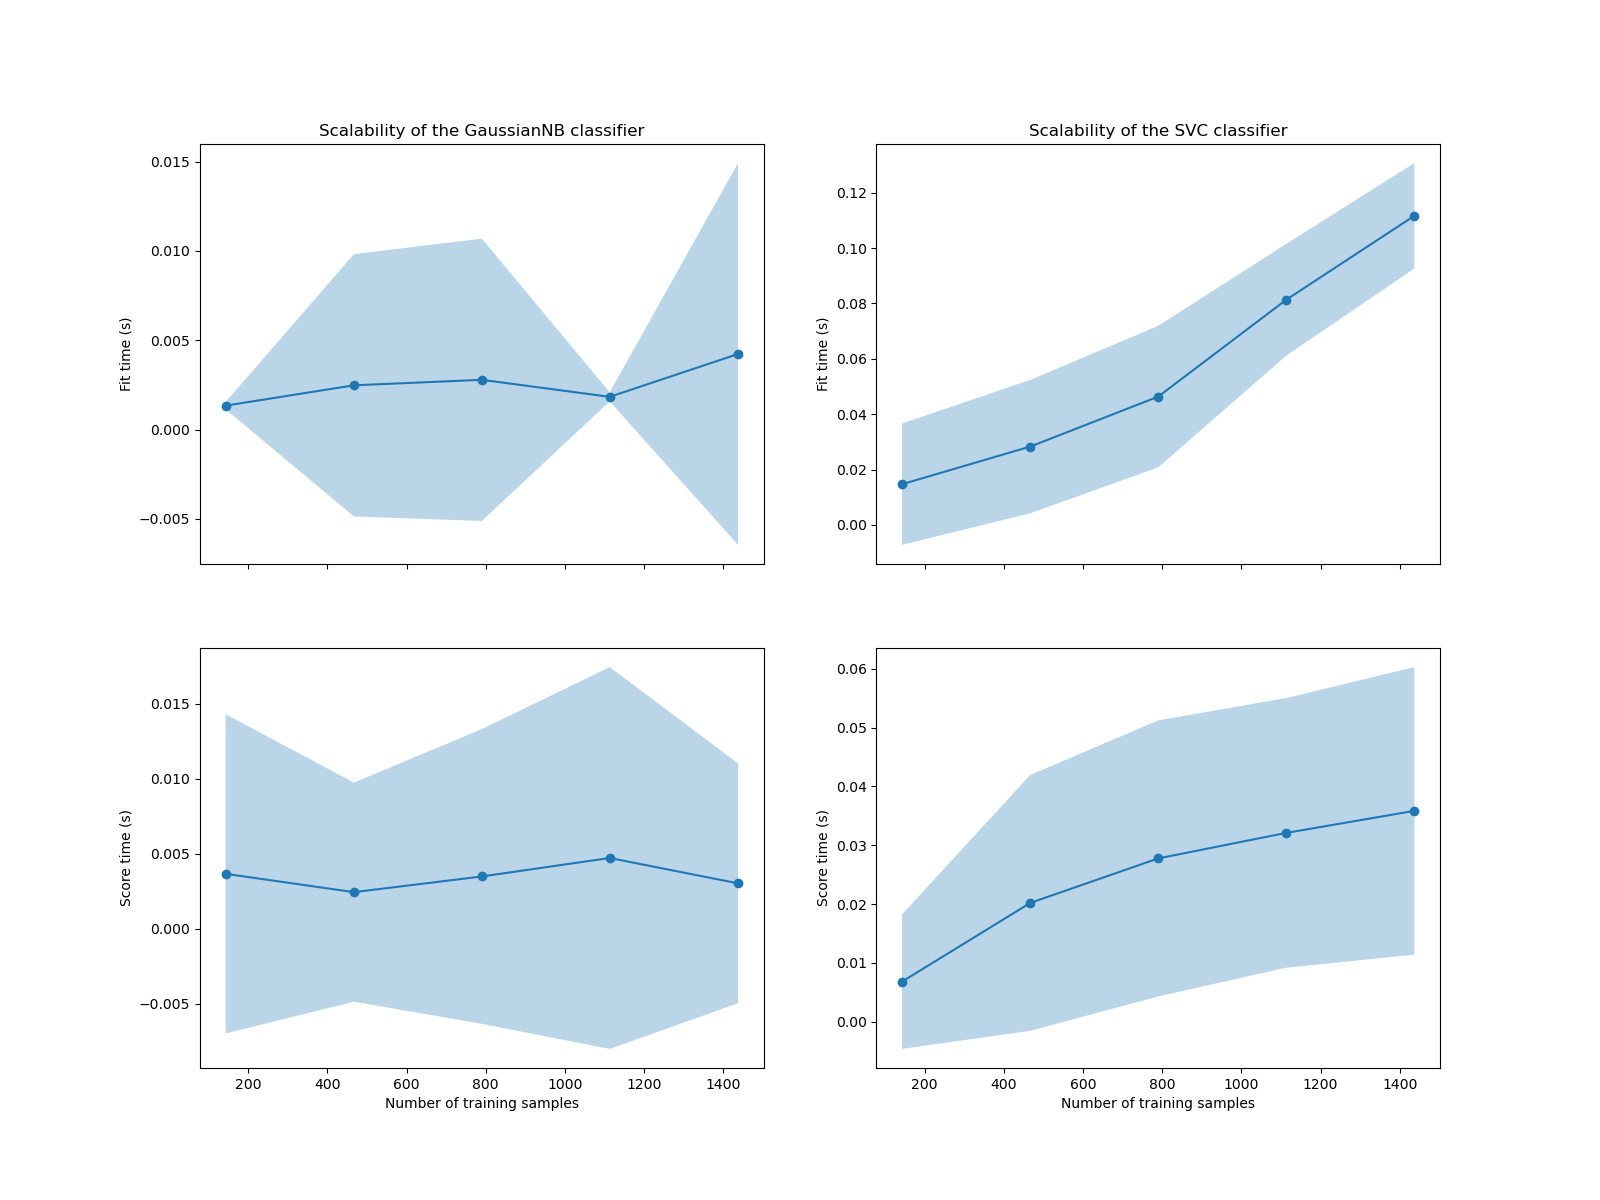 Scalability of the GaussianNB classifier
0.015
0.010
0.005
0.000
−0.005
Fit time (s)
Scalability of the SVC classifier
0.12
0.10
0.08
0.06
0.04
0.02
0.00
Fit time (s)
0.015
0.010
0.005
0.000
−0.005
Score time (s)
200 400 600 800 1000 1200 1400
Number of training samples
0.06
0.05
0.04
0.03
0.02
0.01
0.00
Score time (s)
200 400 600 800 1000 1200 1400
Number of training samples